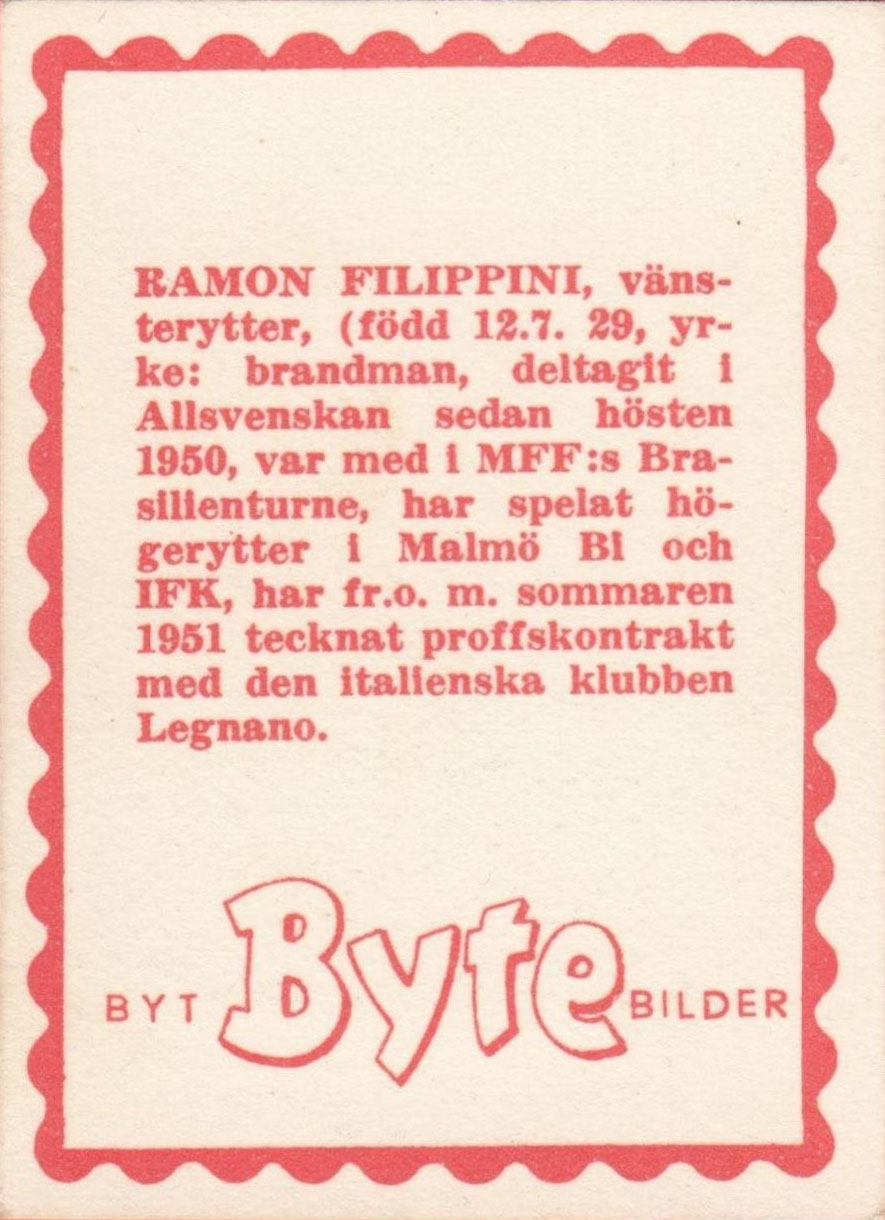 RAMON FILIPPINI, väns-
terytter, (född 12.7. 29, yr-
ke: brandman, deltagit i
Allsvenskan sedan hösten
1950, var med i MFF:s Bra-
silienturne, har spelat hö-
gerytter i Malmö BI och
IFK, har fr.o. m. sommaren
1951 tecknat proffskontrakt
med den italienska klubben
Legnano.
BYT Byte BILDER